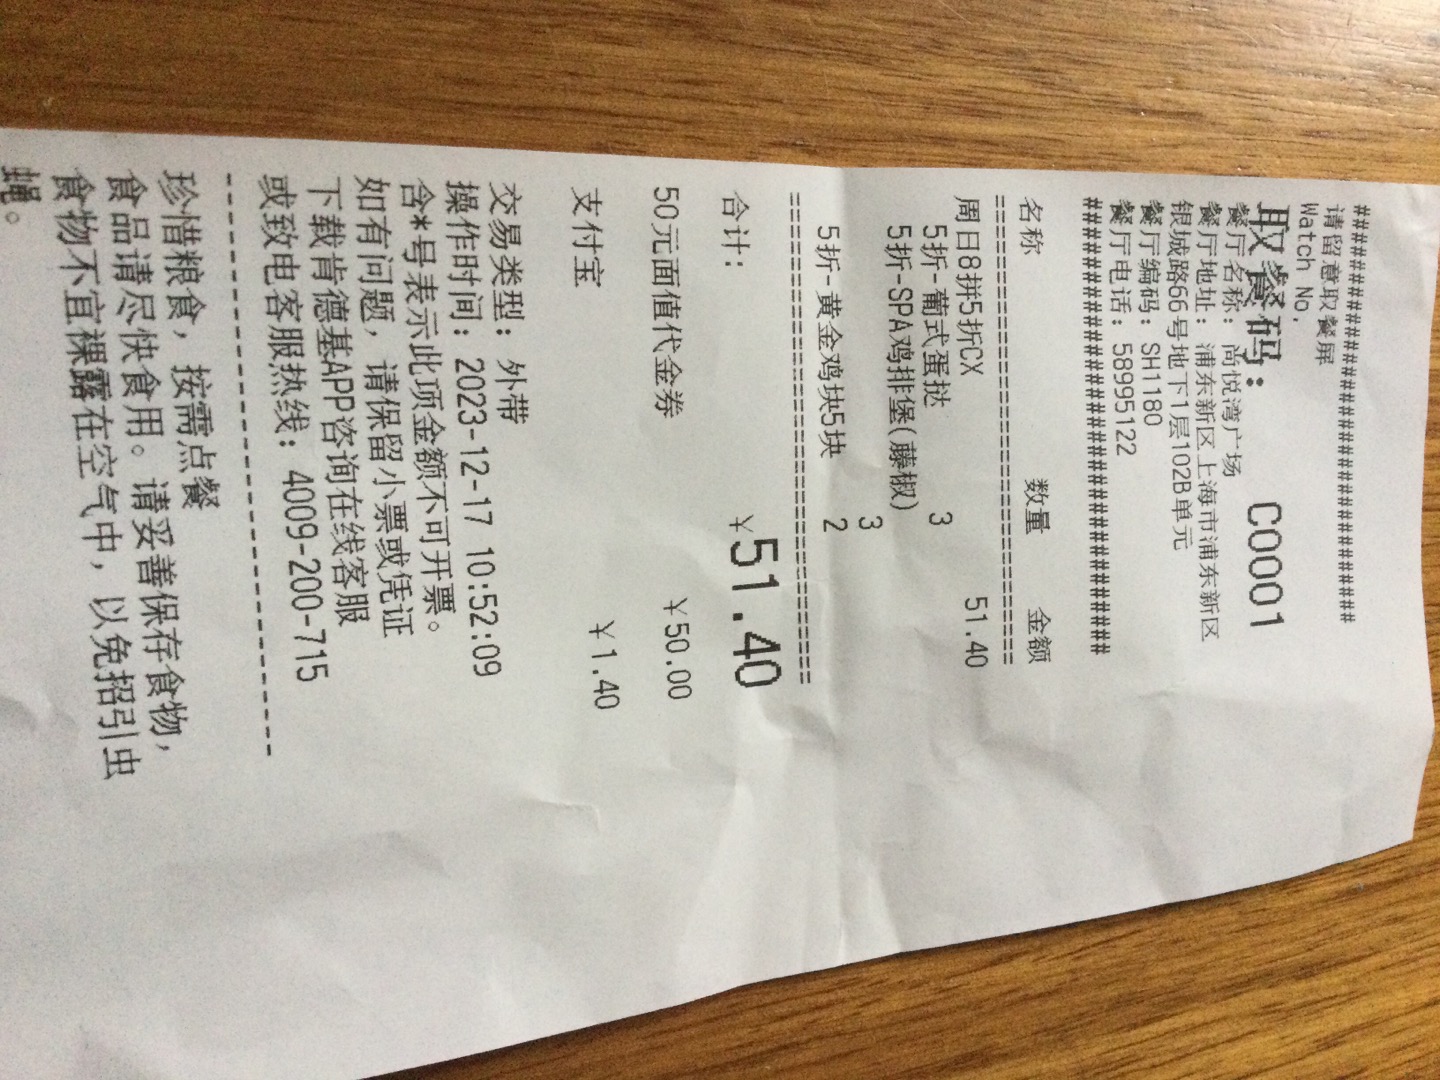 ########################################
请留意取餐屏
Watch No.
取餐码： C0001
餐厅名称：尚悦湾广场
餐厅地址：浦东新区上海市浦东新区
银城路66号地下1层102B单元
餐厅编码：SH1180
餐厅电话：58995122
########################################
名称 数量 金额
========================================
周日8拼5折CX 51.40
5折-葡式蛋挞 3
5折-SPA鸡排堡(藤椒)
3
5折-黄金鸡块5块 2
========================================
合计： ￥51.40
50元面值代金券 ￥50.00
支付宝 ￥1.40
交易类型：外带
操作时间：2023-12-17 10:52:09
含*号表示此项金额不可开票。
如有问题，请保留小票或凭证
下载肯德基APP咨询在线客服
或致电客服热线：4009-200-715
----------------------------------------
珍惜粮食，按需点餐
食品请尽快食用。请妥善保存食物，
食物不宜裸露在空气中，以免招引虫
蝇。